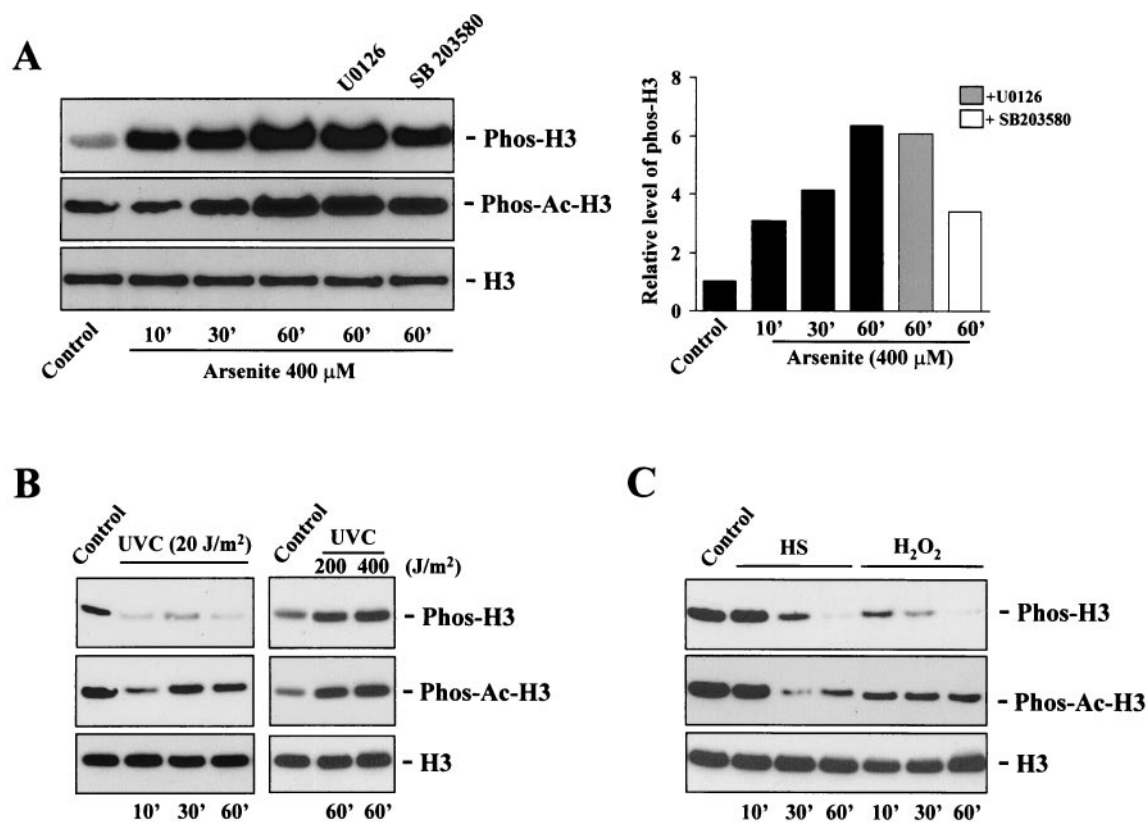 A
U0126
SB 203580
- Phos-H3
- Phos-Ac-H3
- H3
Control
10’ 30’ 60’ 60’ 60’
Arsenite 400 μM
Relative level of phos-H3
8
6
4
2
0
+U0126
+ SB203580
Control
10’ 30’ 60’ 60’ 60’
Arsenite (400 μM)
B
Control
UVC (20 J/m²)
Control
UVC
200 400 (J/m²)
- Phos-H3
- Phos-Ac-H3
- H3
10’ 30’ 60’ 60’ 60’
C
Control
HS H₂O₂
- Phos-H3
- Phos-Ac-H3
- H3
10’ 30’ 60’ 10’ 30’ 60’